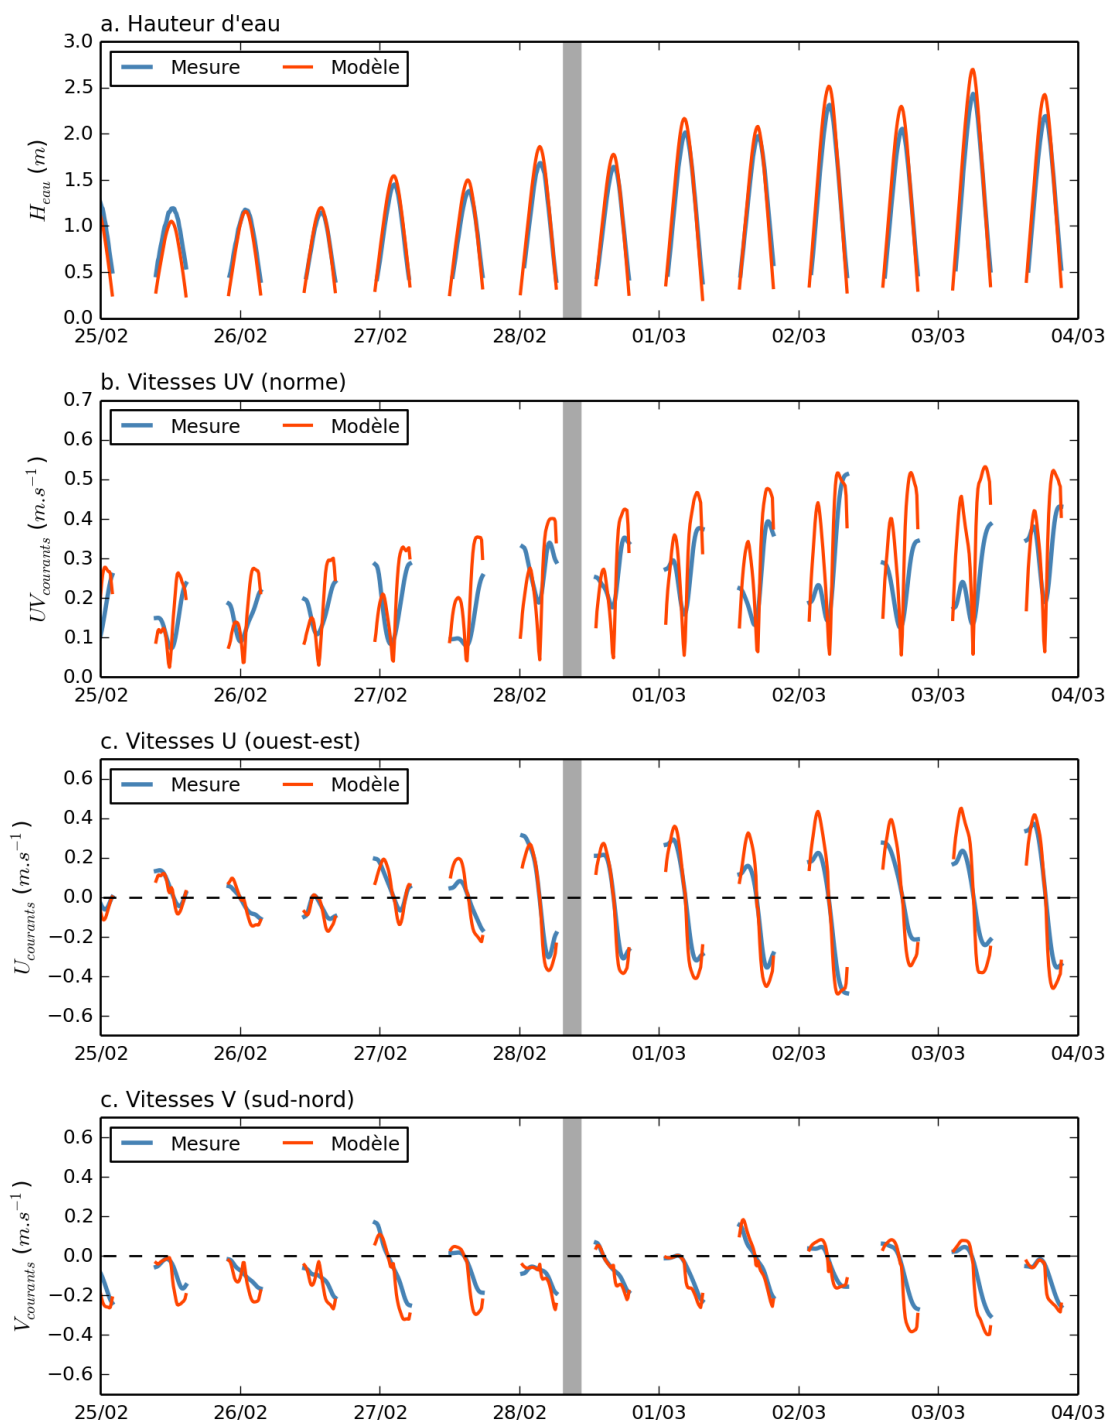 a. Hauteur d'eau
3.0
2.5
2.0
1.5
1.0
0.5
0.0
H_eau (m)
Mesure Modèle
25/02 26/02 27/02 28/02 01/03 02/03 03/03 04/03
b. Vitesses UV (norme)
0.7
0.6
0.5
0.4
0.3
0.2
0.1
0.0
UV_courants (m.s^−1)
Mesure Modèle
25/02 26/02 27/02 28/02 01/03 02/03 03/03 04/03
c. Vitesses U (ouest-est)
0.6
0.4
0.2
0.0
−0.2
−0.4
−0.6
U_courants (m.s^−1)
Mesure Modèle
25/02 26/02 27/02 28/02 01/03 02/03 03/03 04/03
c. Vitesses V (sud-nord)
0.6
0.4
0.2
0.0
−0.2
−0.4
−0.6
V_courants (m.s^−1)
Mesure Modèle
25/02 26/02 27/02 28/02 01/03 02/03 03/03 04/03